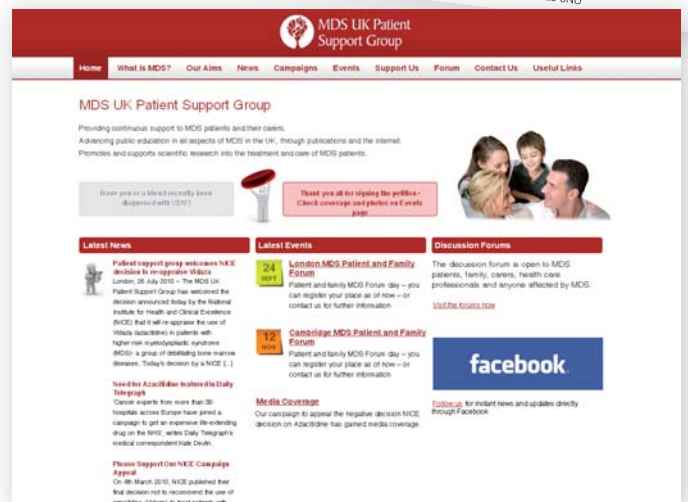 MDS UK Patient
Support Group
Home What is MDS? Our Aims News Campaigns Events Support Us Forum Contact Us Useful Links
MDS UK Patient Support Group
Providing continuous support to MDS patients and their carers.
Advancing public education in all aspects of MDS in the UK, through publications and the internet.
Promotes and supports scientific research into the treatment and care of MDS patients.
Have you or a friend recently been
diagnosed with MDS?
Thank you all for signing the petition -
Check coverage and photos on Events
page
Latest News
Patient support group welcomes NICE
decision to re-appraise Vidaza
London, 26 July 2010 – The MDS UK
Patient Support Group has welcomed the
decision announced today by the National
Institute for Health and Clinical Excellence
(NICE) that it will re-appraise the use of
Vidaza (azacitidine) in patients with
higher-risk myelodysplastic syndrome
(MDS)- a group of debilitating bone marrow
diseases. Today's decision by a NICE [...]
Need for Azacitidine featured in Daily
Telegraph
'Cancer experts from more than 30
hospitals across Europe have joined a
campaign to get an expensive life-extending
drug on the NHS', writes Daily Telegraph's
medical correspondent Kate Devlin.
Please Support Our NICE Campaign
Appeal
On 4th March 2010, NICE published their
final decision not to recommend the use of
Latest Events
24
SEPT
London MDS Patient and Family
Forum
Patient and family MDS Forum day – you
can register your place as of now – or
contact us for further information
12
NOV
Cambridge MDS Patient and Family
Forum
Patient and family MDS Forum day – you
can register your place as of now – or
contact us for further information
Media Coverage
Our campaign to appeal the negative decision NICE
decision on Azacitidine has gained media coverage
Discussion Forums
The decussion forum is open to MDS
patients, family, carers, health care
professionals and anyone affected by MDS.
Visit the forums now
facebook
Follow us for instant news and updates directly
through Facebook